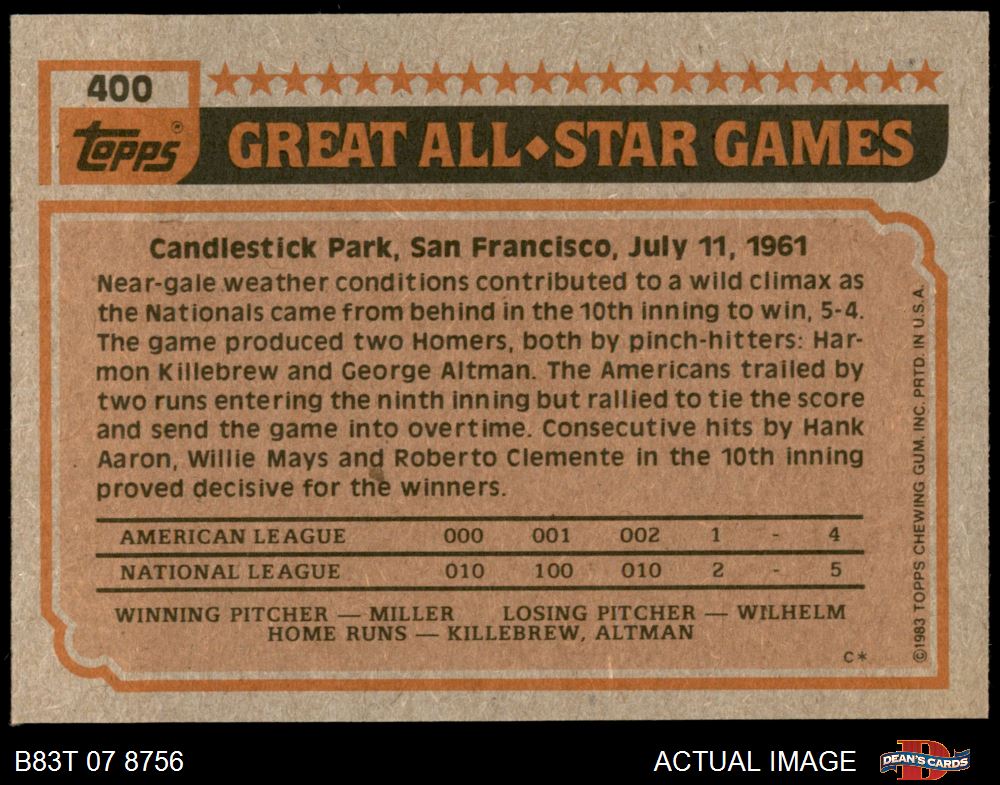 400
Topps®
GREAT ALL◆STAR GAMES
Candlestick Park, San Francisco, July 11, 1961
Near-gale weather conditions contributed to a wild climax as
the Nationals came from behind in the 10th inning to win, 5-4.
The game produced two Homers, both by pinch-hitters: Har-
mon Killebrew and George Altman. The Americans trailed by
two runs entering the ninth inning but rallied to tie the score
and send the game into overtime. Consecutive hits by Hank
Aaron, Willie Mays and Roberto Clemente in the 10th inning
proved decisive for the winners.
AMERICAN LEAGUE 000 001 002 1 - 4
NATIONAL LEAGUE 010 100 010 2 - 5
WINNING PITCHER — MILLER LOSING PITCHER — WILHELM
HOME RUNS — KILLEBREW, ALTMAN
C*
©1983 TOPPS CHEWING GUM, INC. PRTD. IN U.S.A.
B83T 07 8756
ACTUAL IMAGE
D
DEAN'S CARDS